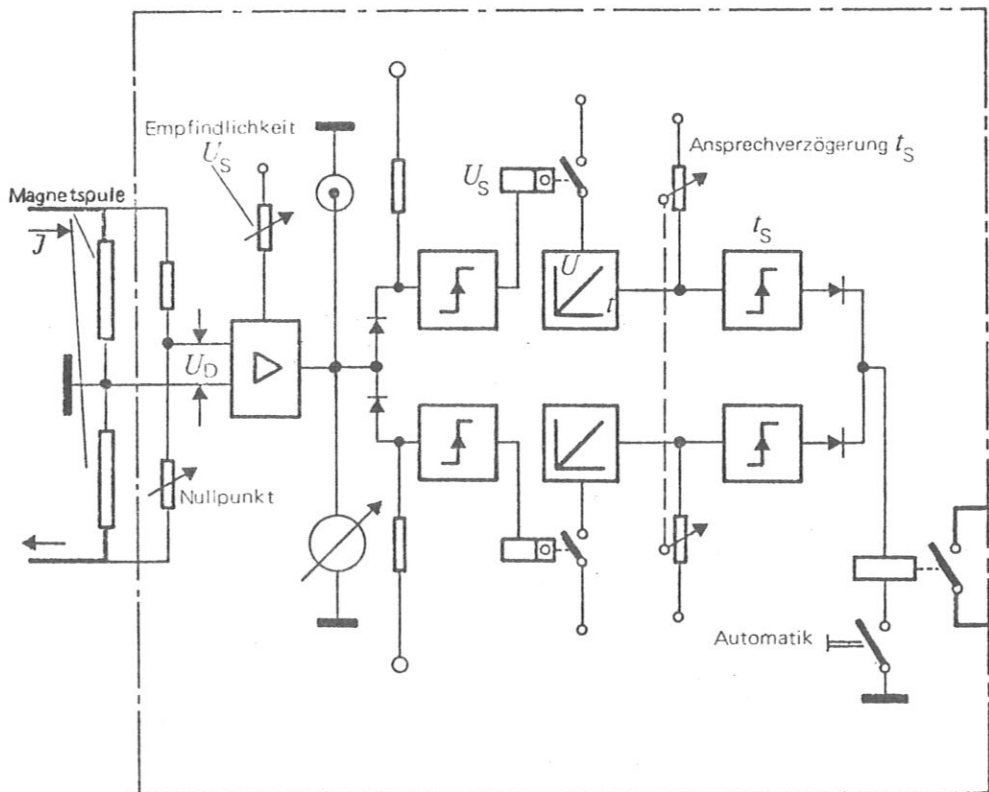 Empfindlichkeit
U_S
Magnetspule
J
U_D
Nullpunkt
U_S
U
t
Ansprechverzögerung t_S
t_S
Automatik